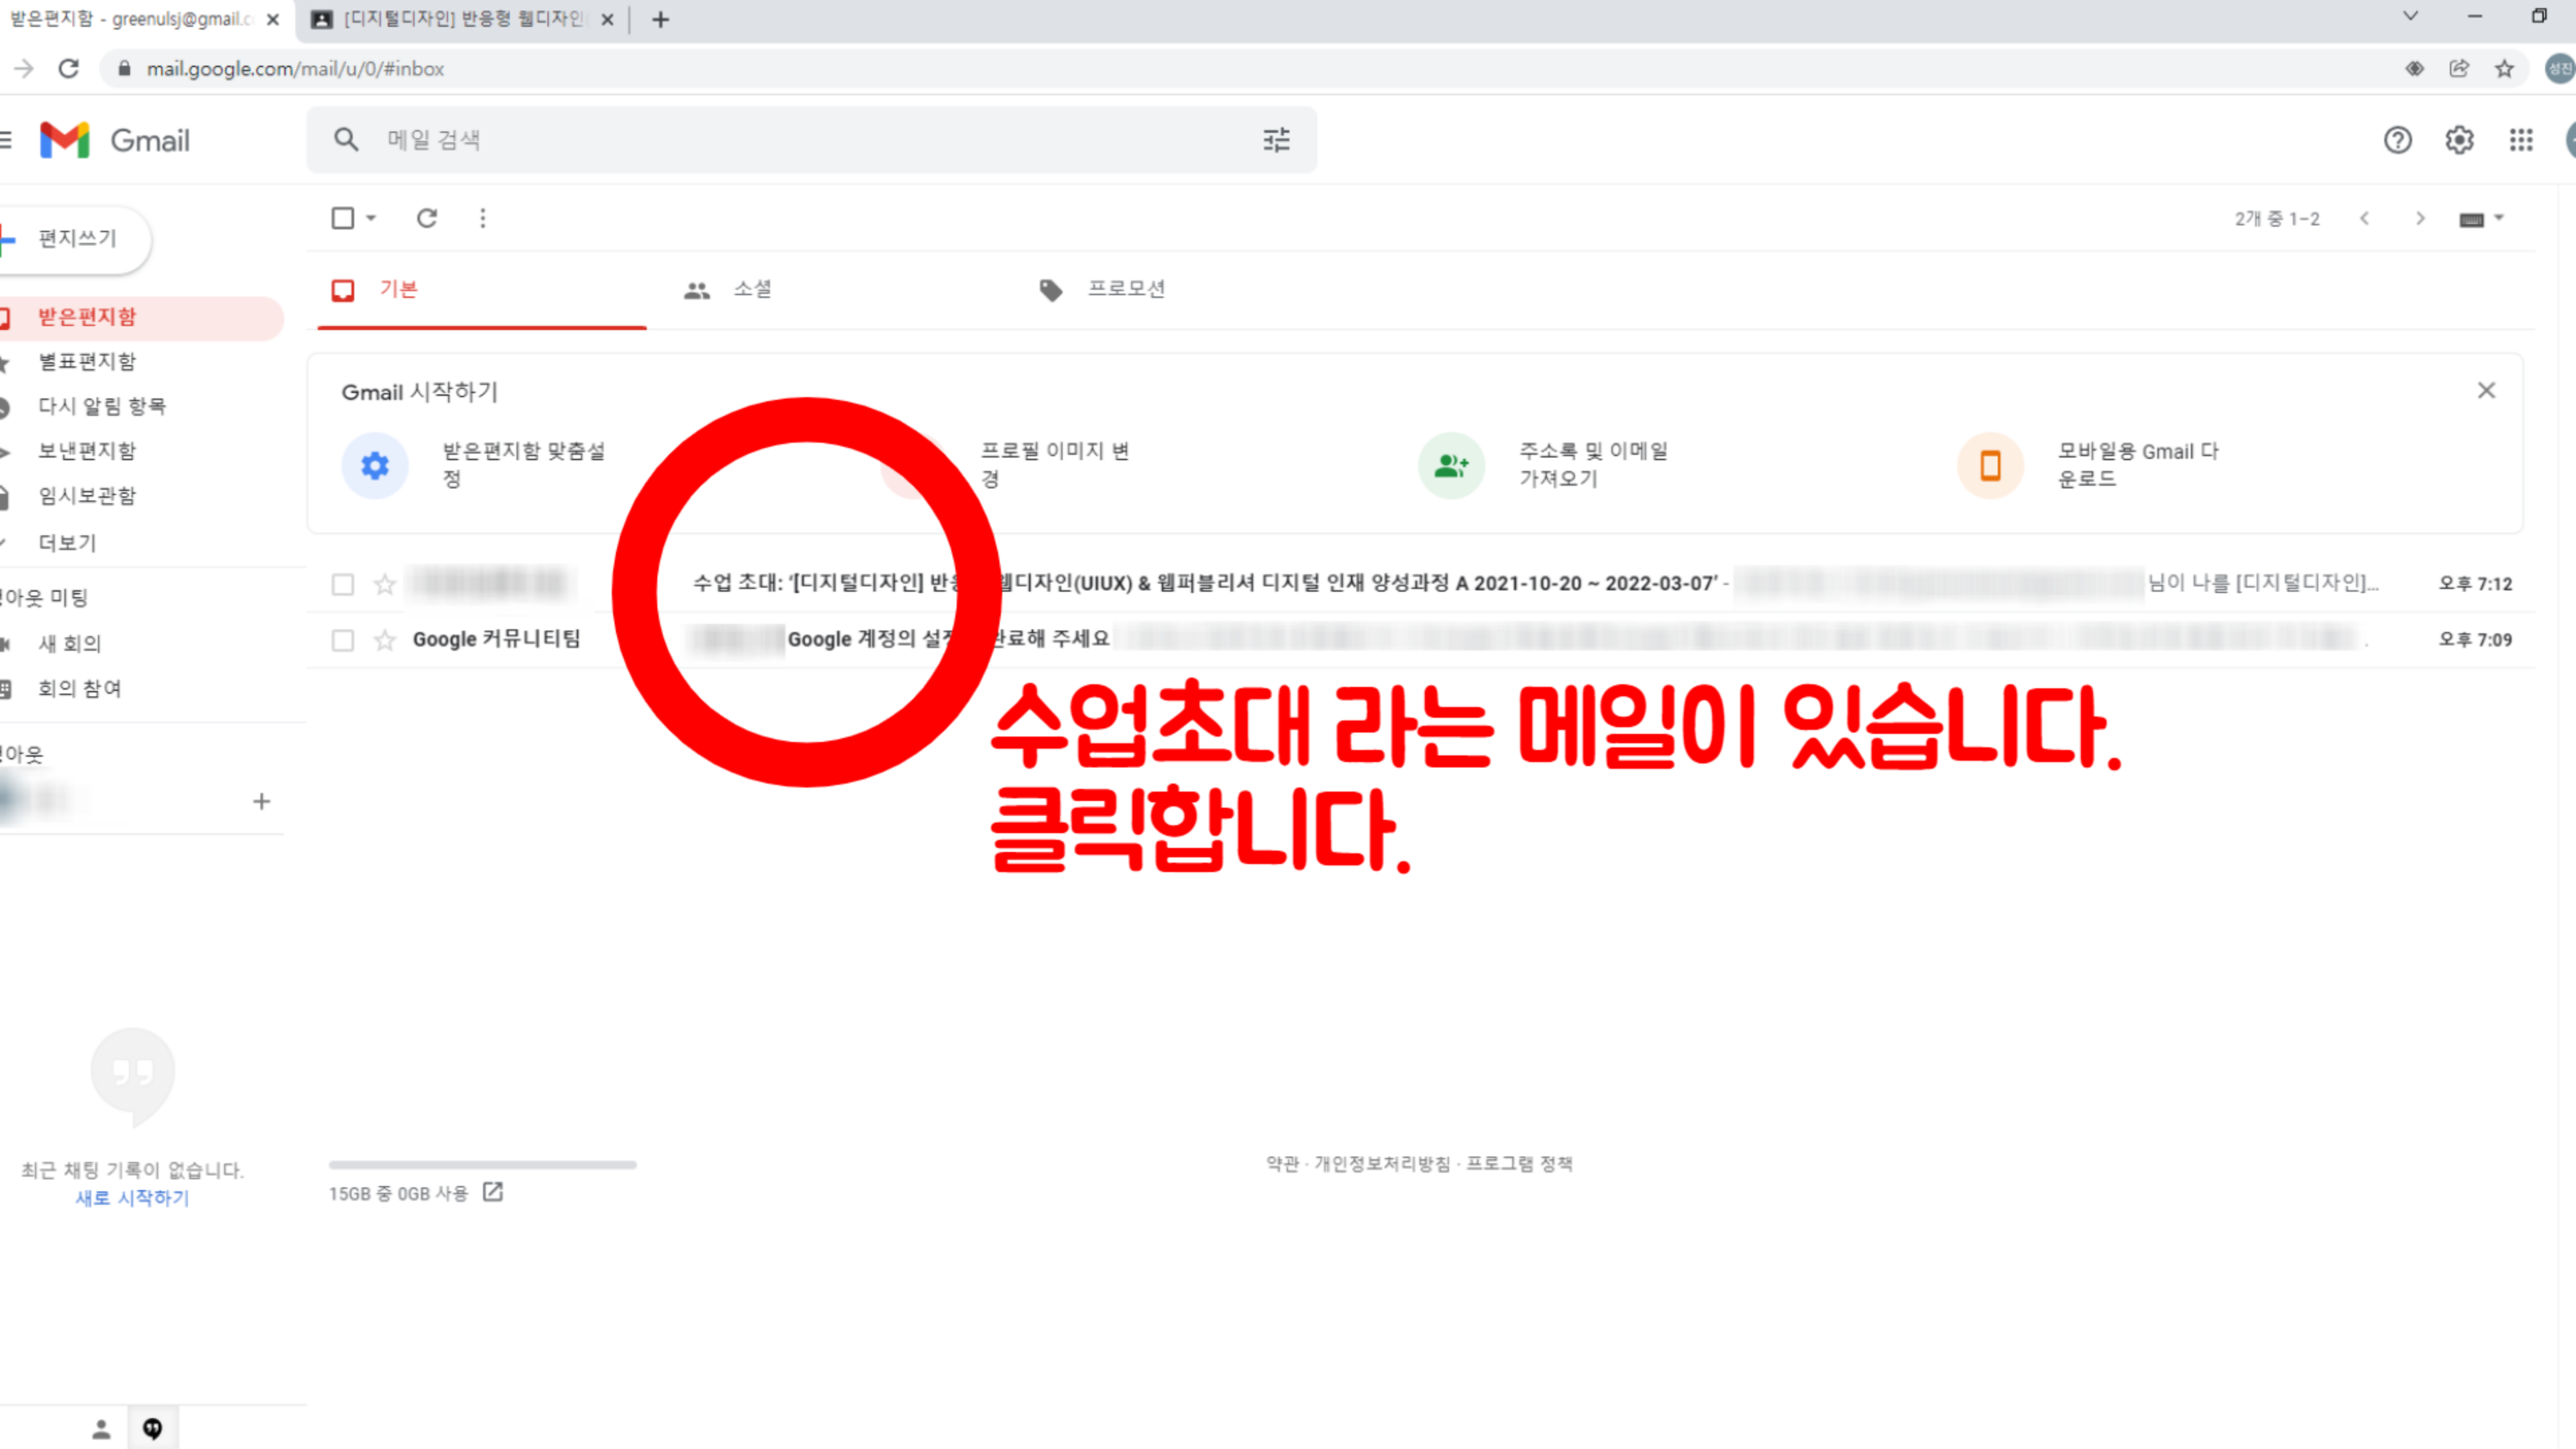 받은편지함 - greenulsj@gmail.c
[디지털디자인] 반응형 웹디자인
mail.google.com/mail/u/0/#inbox
성진
Gmail
메일 검색
편지쓰기
2개 중 1–2
기본
소셜
프로모션
받은편지함
별표편지함
다시 알림 항목
보낸편지함
임시보관함
더보기
Gmail 시작하기
받은편지함 맞춤설
정
프로필 이미지 변
경
주소록 및 이메일
가져오기
모바일용 Gmail 다
운로드
수업 초대: ‘[디지털디자인] 반 웹디자인(UIUX) & 웹퍼블리셔 디지털 인재 양성과정 A 2021-10-20 ~ 2022-03-07’ - 님이 나를 [디지털디자인]... 오후 7:12
Google 커뮤니티팀 Google 계정의 설 완료해 주세요 오후 7:09
아웃 미팅
새 회의
회의 참여
아웃
수업초대 라는 메일이 있습니다.
클릭합니다.
최근 채팅 기록이 없습니다.
새로 시작하기
15GB 중 0GB 사용
약관 · 개인정보처리방침 · 프로그램 정책